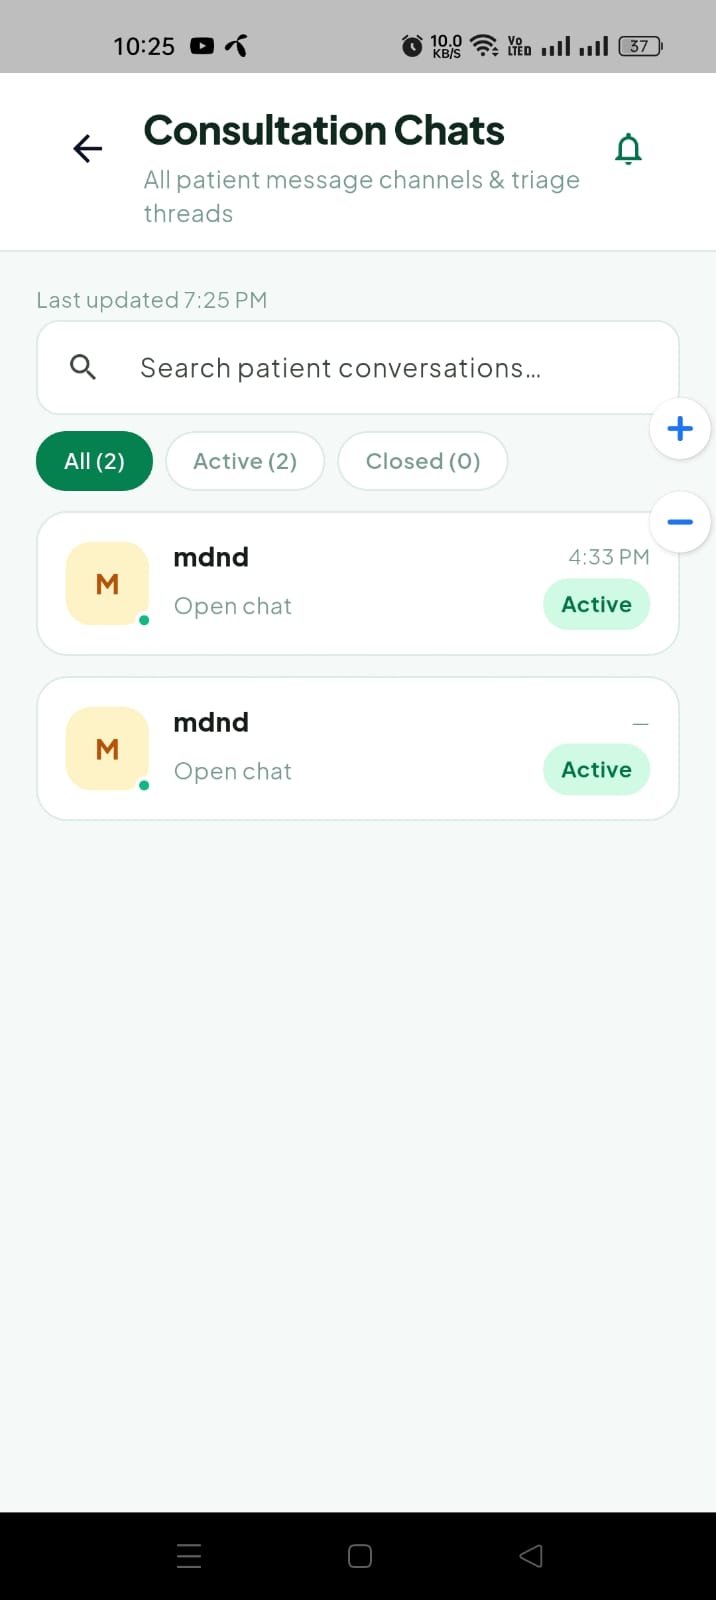 10:25
10.0
KB/S
Vo
LTED
37
Consultation Chats
All patient message channels & triage
threads
Last updated 7:25 PM
Search patient conversations...
All (2)
Active (2)
Closed (0)
M
mdnd
4:33 PM
Open chat
Active
M
mdnd
—
Open chat
Active